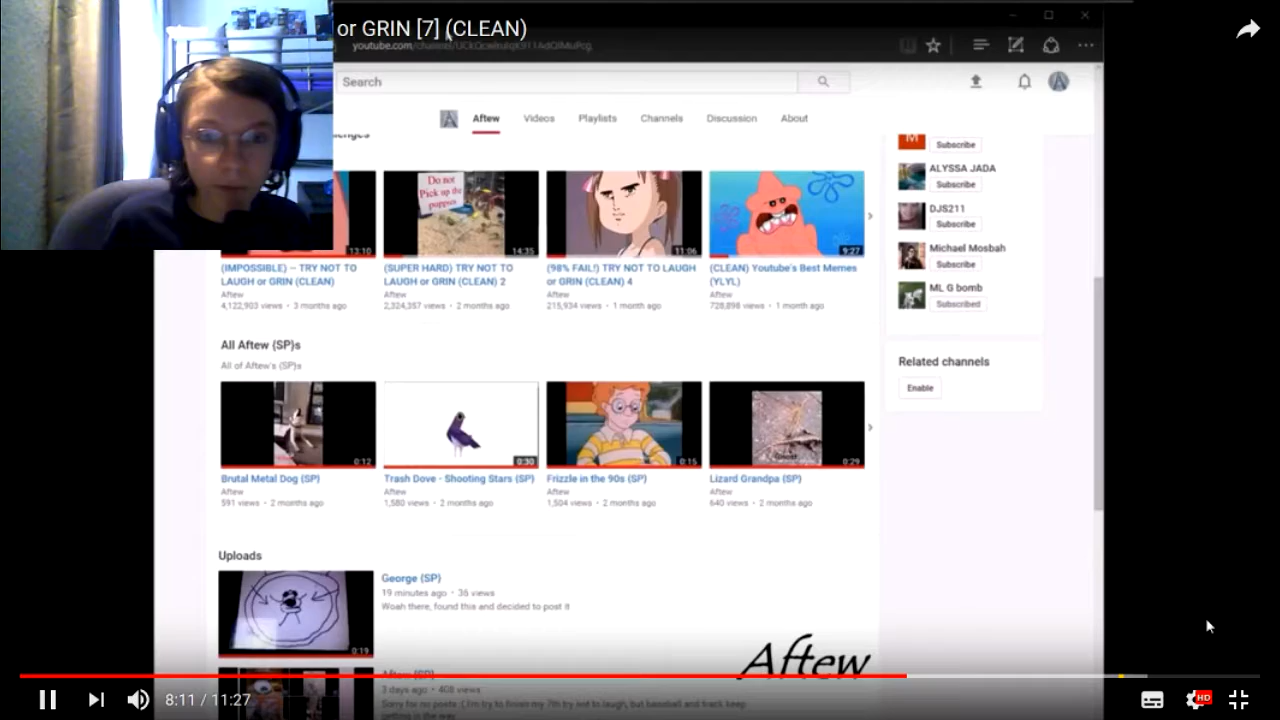 or GRIN [7] (CLEAN)
Search
Aftew Videos Playlists Channels Discussion About
Subscribe
ALYSSA JADA
Subscribe
DJS211
Subscribe
Michael Mosbah
Subscribe
ML G bomb
Subscribed
Related channels
Enable
Do not
Pick up the
puppies
13:10
14:35
11:06
9:27
(IMPOSSIBLE) -- TRY NOT TO
LAUGH or GRIN (CLEAN)
Aftew
4,122,903 views • 3 months ago
(SUPER HARD) TRY NOT TO
LAUGH or GRIN (CLEAN) 2
Aftew
2,324,357 views • 2 months ago
(98% FAIL!) TRY NOT TO LAUGH
or GRIN (CLEAN) 4
Aftew
215,934 views • 1 month ago
(CLEAN) Youtube's Best Memes
(YLYL)
Aftew
728,898 views • 1 month ago
All Aftew (SP)s
All of Aftew's (SP)s
0:12
0:30
0:15
0:29
Brutal Metal Dog (SP)
Aftew
591 views • 2 months ago
Trash Dove - Shooting Stars (SP)
Aftew
1,580 views • 2 months ago
Frizzle in the 90s (SP)
Aftew
1,504 views • 2 months ago
Lizard Grandpa (SP)
Aftew
640 views • 2 months ago
Uploads
0:19
George (SP)
19 minutes ago • 36 views
Woah there, found this and decided to post it
3 days ago • 408 views
Aftew
8:11 / 11:27
HD